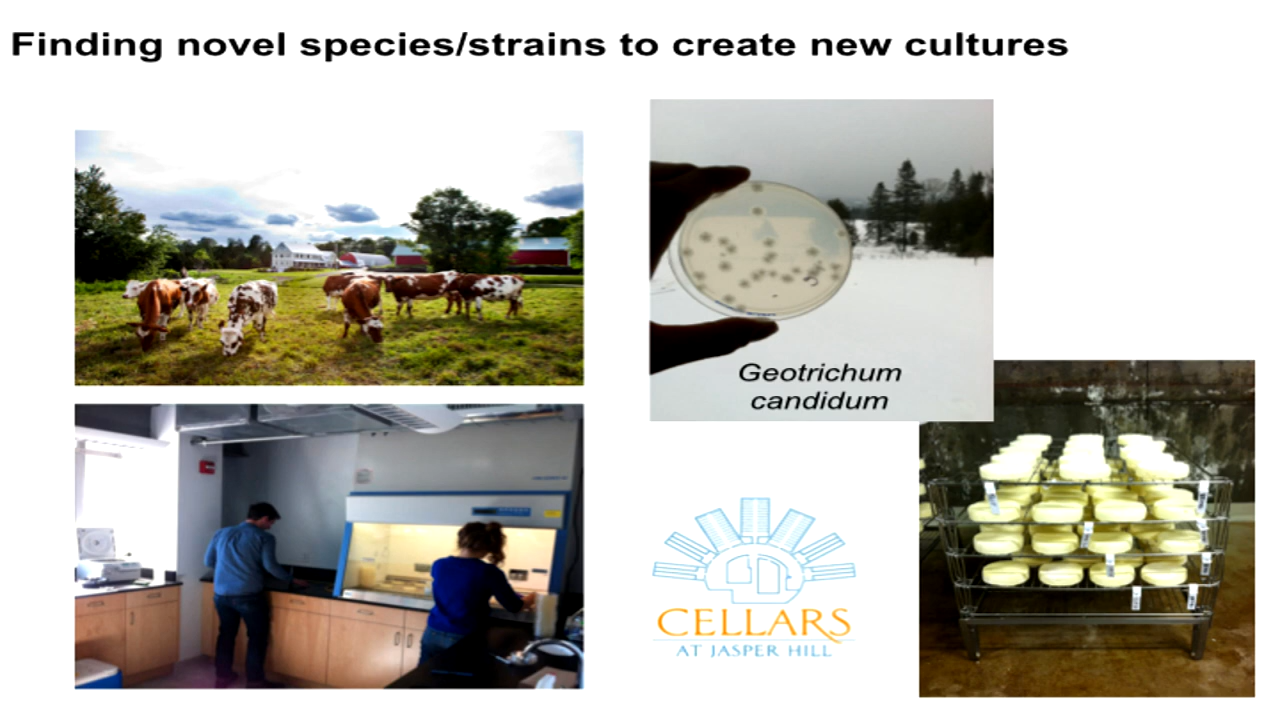 Finding novel species/strains to create new cultures
Geotrichum
candidum
CELLARS
AT JASPER HILL